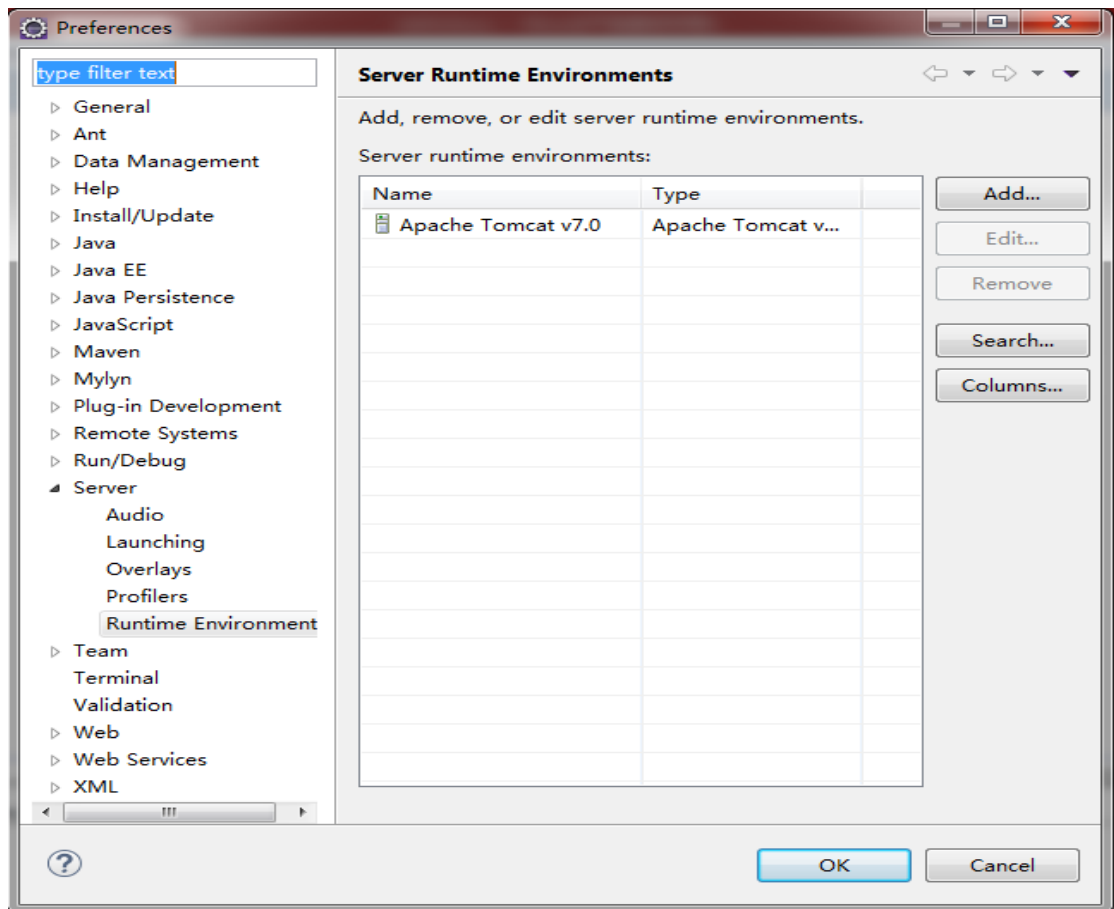 Preferences
type filter text
General
Ant
Data Management
Help
Install/Update
Java
Java EE
Java Persistence
JavaScript
Maven
Mylyn
Plug-in Development
Remote Systems
Run/Debug
Server
Audio
Launching
Overlays
Profilers
Runtime Environment
Team
Terminal
Validation
Web
Web Services
XML
Server Runtime Environments
Add, remove, or edit server runtime environments.
Server runtime environments:
Name Type
Apache Tomcat v7.0 Apache Tomcat v...
Add...
Edit...
Remove
Search...
Columns...
OK Cancel